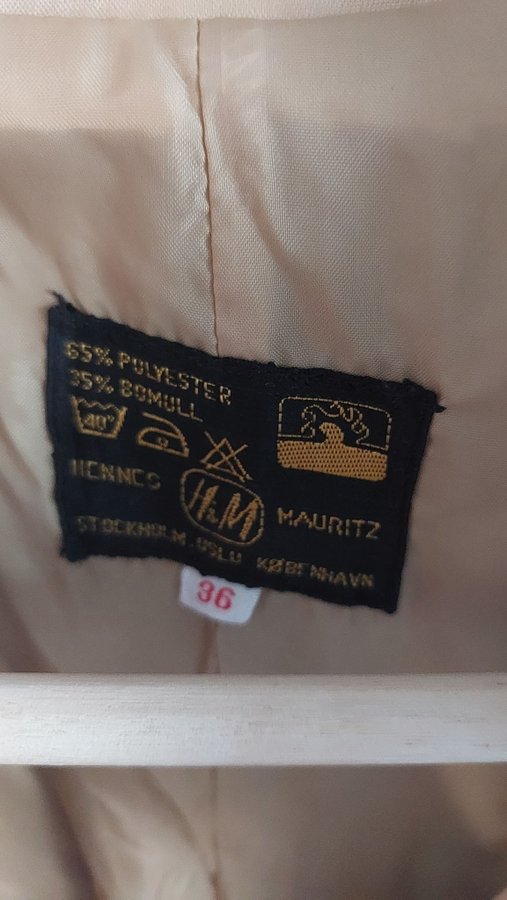 65% POLYESTER
35% BOMULL
40°
HENNES H&M MAURITZ
STOCKHOLM . OSLO KØBENHAVN
36